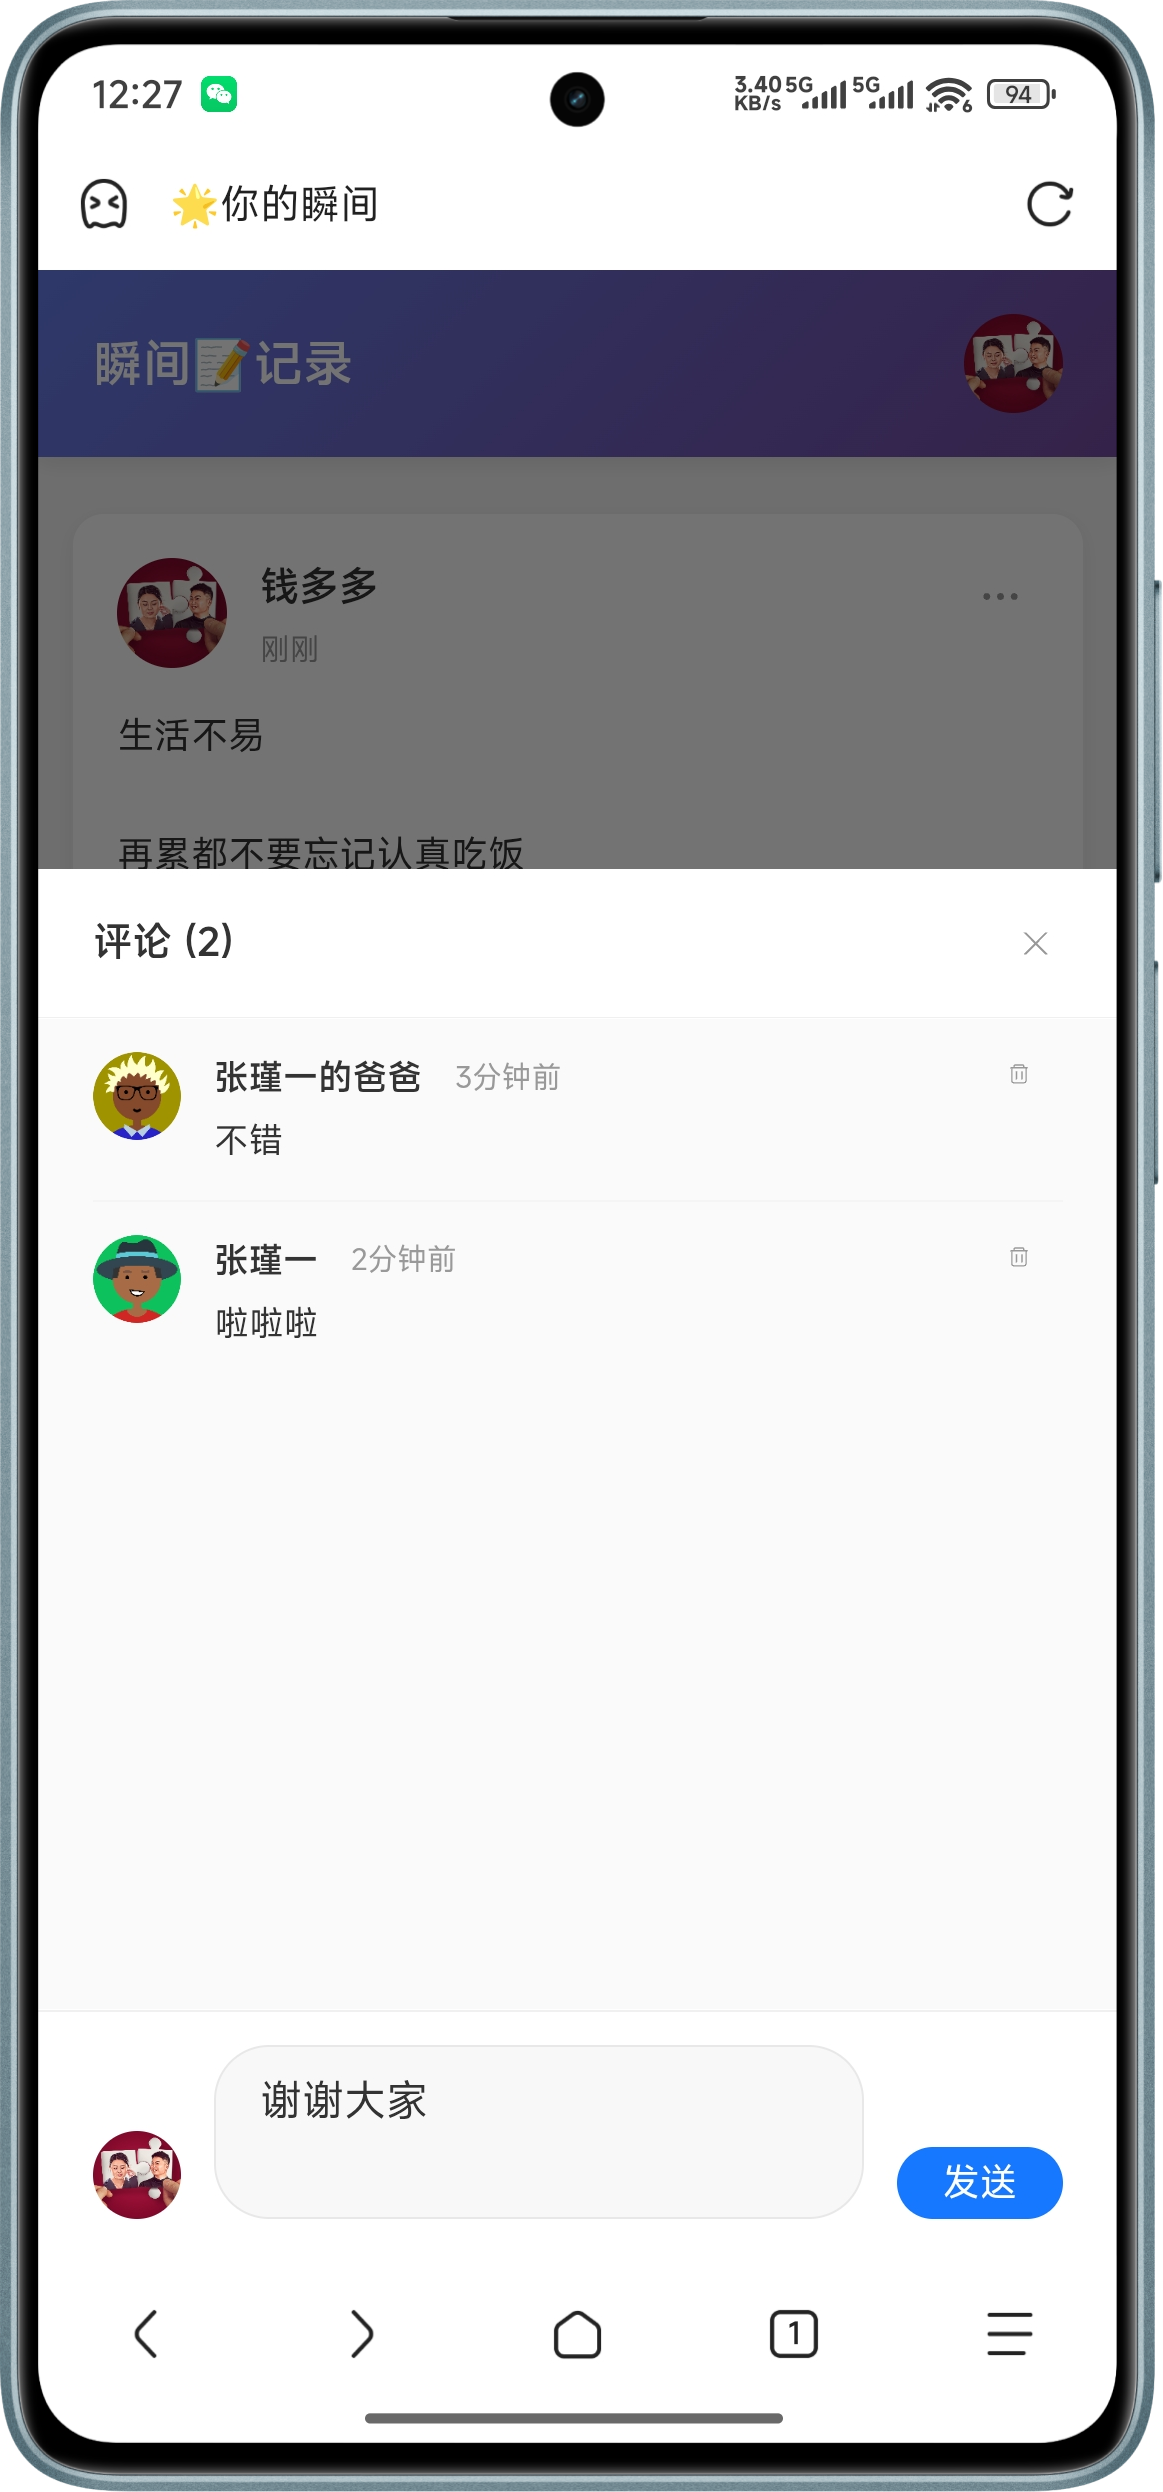 12:27
3.40 KB/s 5G 5G 6 94
🌟你的瞬间
瞬间📝记录
钱多多
刚刚
生活不易
再累都不要忘记认真吃饭
评论 (2)
张瑾一的爸爸 3分钟前
不错
张瑾一 2分钟前
啦啦啦
谢谢大家
发送
1